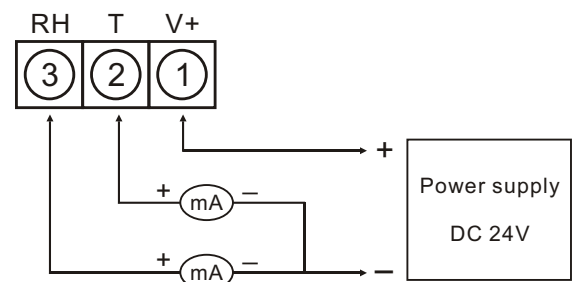 RH T V+
3 2 1
+
Power supply
+ mA −
DC 24V
+ mA − −